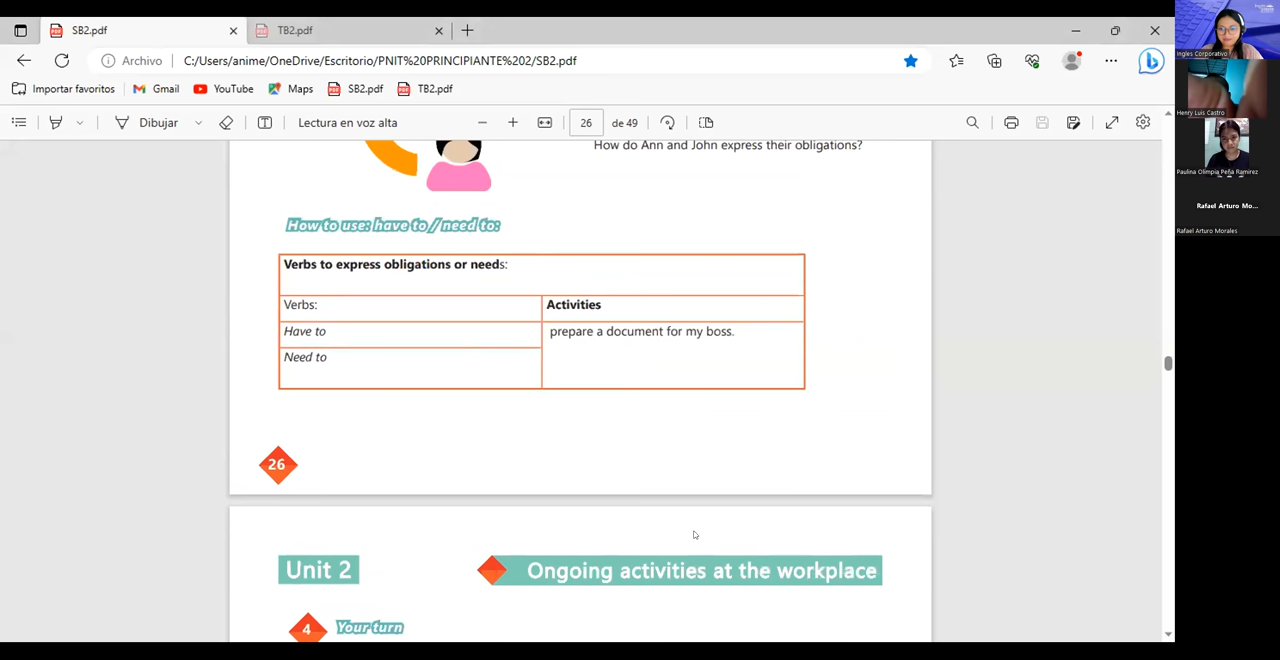 SB2.pdf
TB2.pdf
Archivo
C:/Users/anime/OneDrive/Escritorio/PNIT%20PRINCIPIANTE%202/SB2.pdf
Importar favoritos
Gmail
YouTube
Maps
SB2.pdf
TB2.pdf
Dibujar
Lectura en voz alta
26
de 49
How do Ann and John express their obligations?
How to use: have to / need to:
Verbs to express obligations or needs:
Verbs:
Activities
Have to
prepare a document for my boss.
Need to
26
Unit 2
Ongoing activities at the workplace
4
Your turn
Ingles Corporativo
Henry Luis Castro
Paulina Olimpia Peña Ramirez
Rafael Arturo Mo...
Rafael Arturo Morales